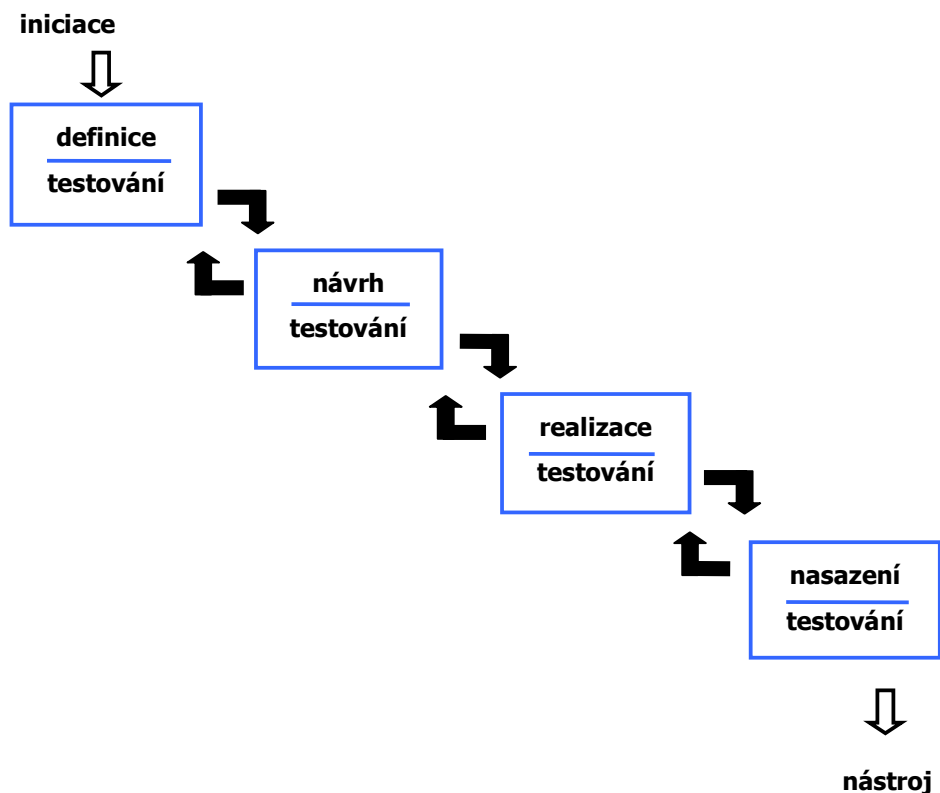 iniciace
definice
testování
návrh
testování
realizace
testování
nasazení
testování
nástroj